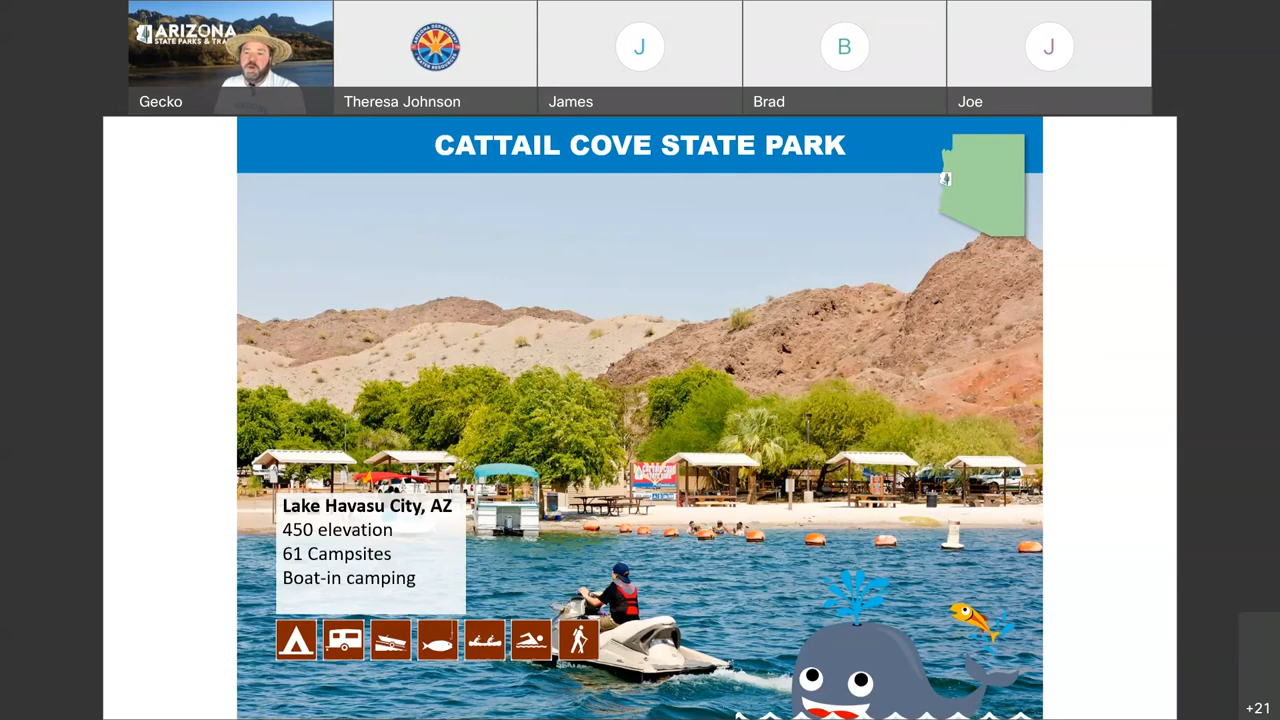 ARIZONA
STATE PARKS & TRA
Gecko
Theresa Johnson
J
James
B
Brad
J
Joe
CATTAIL COVE STATE PARK
Lake Havasu City, AZ
450 elevation
61 Campsites
Boat-in camping
+21